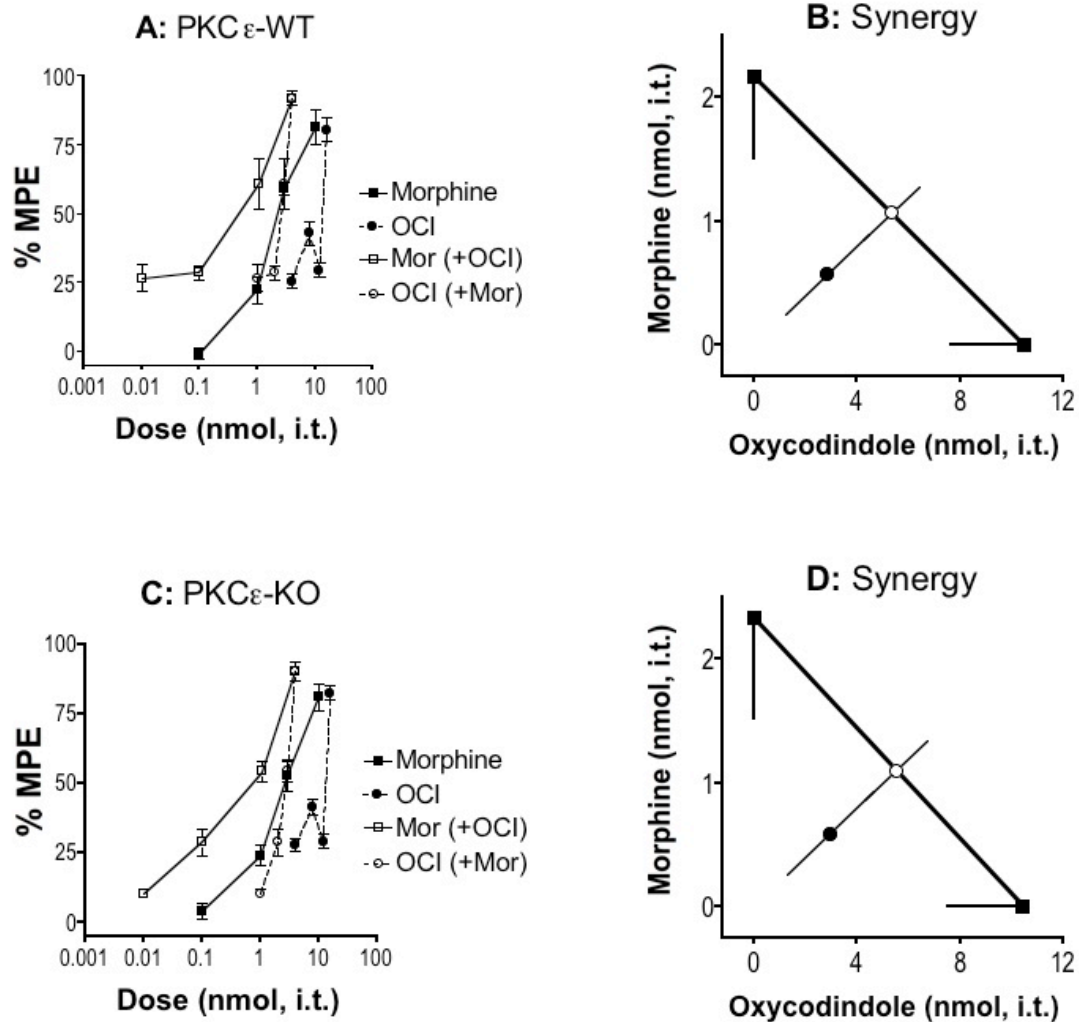 A: PKC ε-WT
% MPE
100
75
50
25
0
0.001 0.01 0.1 1 10 100
Dose (nmol, i.t.)
Morphine
OCI
Mor (+OCI)
OCI (+Mor)
B: Synergy
Morphine (nmol, i.t.)
2
1
0
0 4 8 12
Oxycodindole (nmol, i.t.)
C: PKCε-KO
% MPE
100
75
50
25
0
0.001 0.01 0.1 1 10 100
Dose (nmol, i.t.)
Morphine
OCI
Mor (+OCI)
OCI (+Mor)
D: Synergy
Morphine (nmol, i.t.)
2
1
0
0 4 8 12
Oxycodindole (nmol, i.t.)